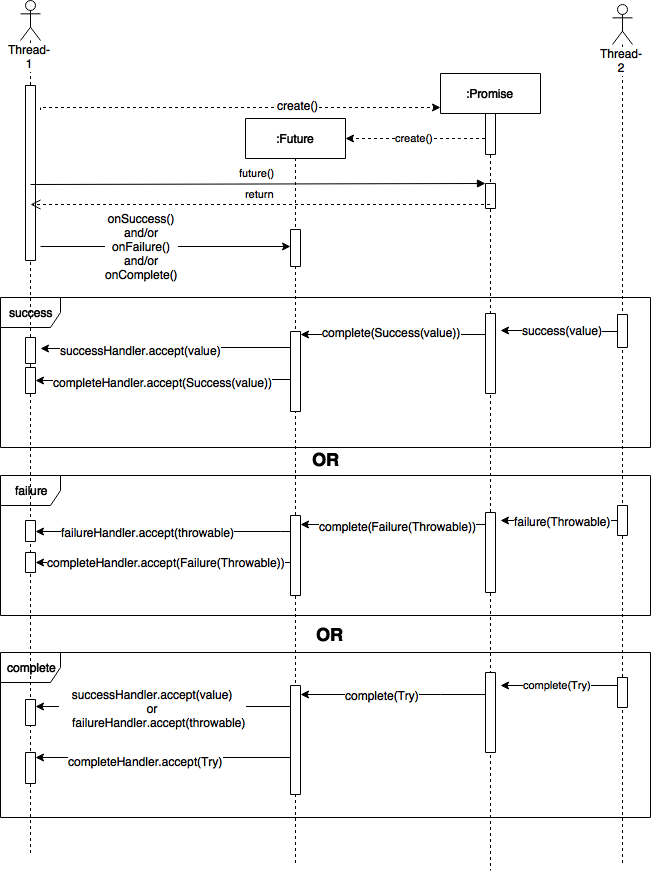 Thread-
1
Thread-
2
:Promise
create()
:Future
create()
future()
return
onSuccess()
and/or
onFailure()
and/or
onComplete()
success
complete(Success(value))
success(value)
successHandler.accept(value)
completeHandler.accept(Success(value))
OR
failure
complete(Failure(Throwable))
failure(Throwable)
failureHandler.accept(throwable)
completeHandler.accept(Failure(Throwable))
OR
complete
complete(Try)
complete(Try)
successHandler.accept(value)
or
failureHandler.accept(throwable)
completeHandler.accept(Try)